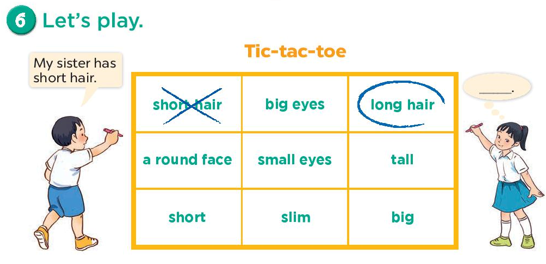 6 Let's play.
Tic-tac-toe
My sister has
short hair.
_____.
short hair big eyes long hair
a round face small eyes tall
short slim big